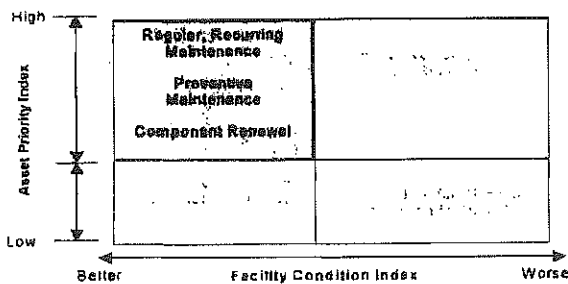 High
Regular, Recurring
Maintenance
Preventive
Maintenance
Component Renewal
Asset Priority Index
Low
Better
Facility Condition Index
Worse